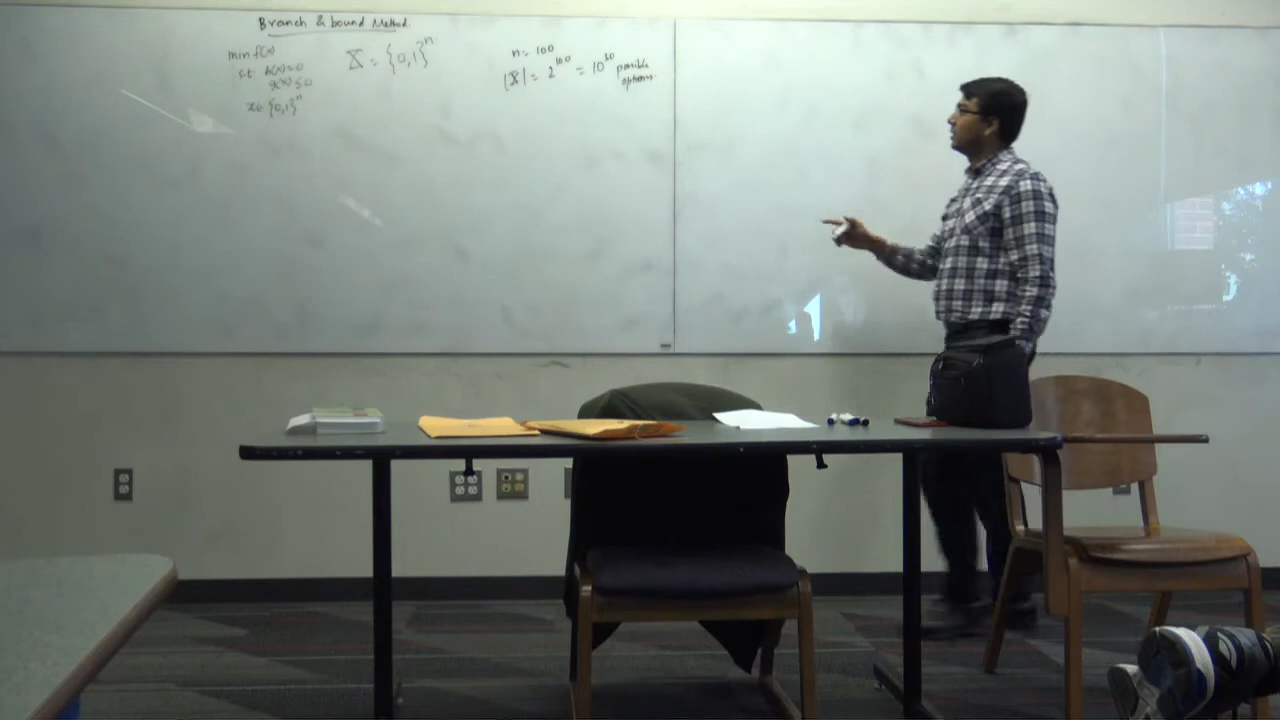 Branch & bound Method
min f(x)
s.t h(x)=0
g(x) ≤ 0
x ∈ {0,1}^n
X = {0,1}^n
n = 100
|X| = 2^100 = 10^30 possible
options.